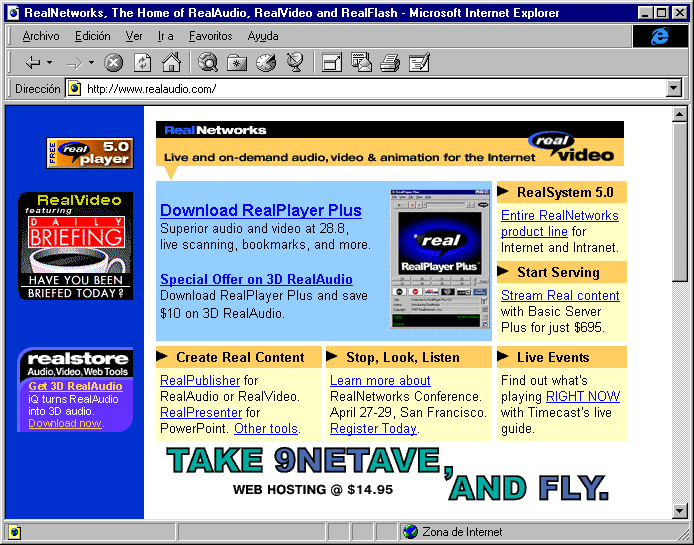 RealNetworks, The Home of RealAudio, RealVideo and RealFlash - Microsoft Internet Explorer
Archivo Edición Ver Ir a Favoritos Ayuda
Dirección http://www.realaudio.com/
FREE real 5.0
player
RealVideo
featuring
DAILY
BRIEFING
HAVE YOU BEEN
BRIEFED TODAY?
realstore
Audio, Video, Web Tools
Get 3D RealAudio
iQ turns RealAudio
into 3D audio.
Download now.
RealNetworks
Live and on-demand audio, video & animation for the Internet
real video
Download RealPlayer Plus
Superior audio and video at 28.8,
live scanning, bookmarks, and more.
Special Offer on 3D RealAudio
Download RealPlayer Plus and save
$10 on 3D RealAudio.
real
RealPlayer Plus
RealSystem 5.0
Entire RealNetworks
product line for
Internet and Intranet.
Start Serving
Stream Real content
with Basic Server
Plus for just $695.
Create Real Content
RealPublisher for
RealAudio or RealVideo.
RealPresenter for
PowerPoint. Other tools.
Stop, Look, Listen
Learn more about
RealNetworks Conference.
April 27-29, San Francisco.
Register Today.
Live Events
Find out what's
playing RIGHT NOW
with Timecast's live
guide.
TAKE 9NETAVE,
WEB HOSTING @ $14.95
AND FLY.
Zona de Internet